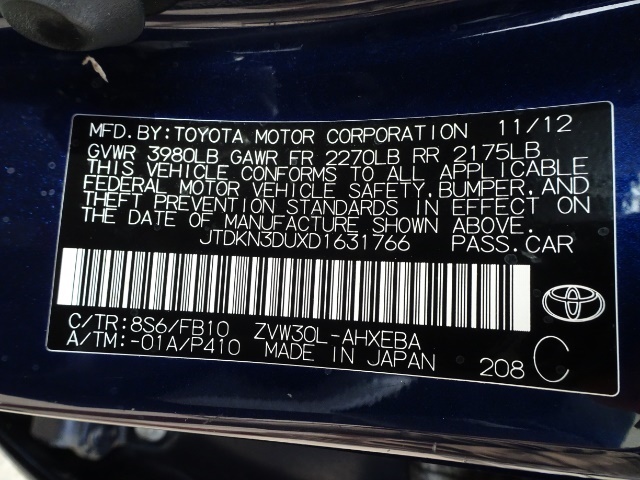 MFD. BY: TOYOTA MOTOR CORPORATION 11/12
GVWR 3980LB GAWR FR 2270LB RR 2175LB
THIS VEHICLE CONFORMS TO ALL APPLICABLE
FEDERAL MOTOR VEHICLE SAFETY, BUMPER, AND
THEFT PREVENTION STANDARDS IN EFFECT ON
THE DATE OF MANUFACTURE SHOWN ABOVE.
JTDKN3DUXD1631766 PASS. CAR
C/TR: 8S6/FB10 ZVW30L-AHXEBA
A/TM: -01A/P410 MADE IN JAPAN 208 C